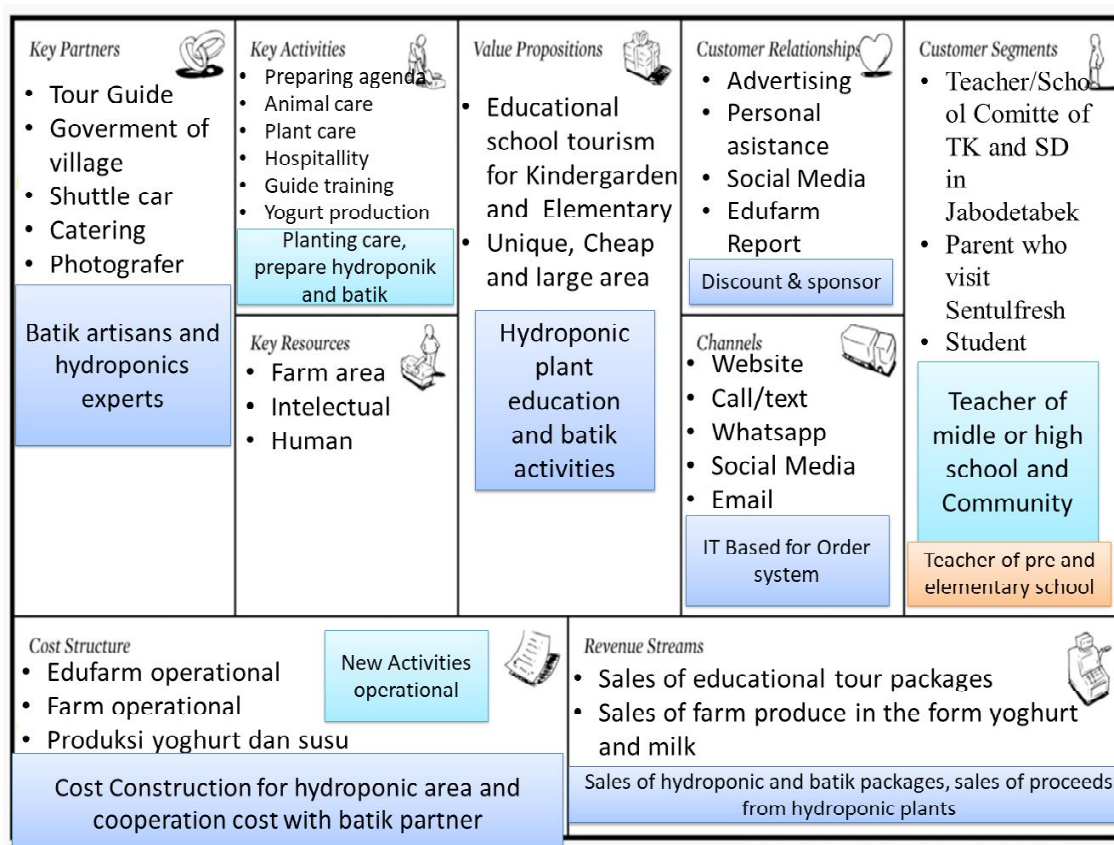 Key Partners
• Tour Guide
• Goverment of
village
• Shuttle car
• Catering
• Photografer
Batik artisans and
hydroponics
experts
Key Activities
• Preparing agenda
• Animal care
• Plant care
• Hospitallity
• Guide training
• Yogurt production
Planting care,
prepare hydroponik
and batik
Key Resources
• Farm area
• Intelectual
• Human
Value Propositions
• Educational
school tourism
for Kindergarden
and Elementary
• Unique, Cheap
and large area
Hydroponic
plant
education
and batik
activities
Customer Relationships
• Advertising
• Personal
asistance
• Social Media
• Edufarm
Report
Discount & sponsor
Channels
• Website
• Call/text
• Whatsapp
• Social Media
• Email
IT Based for Order
system
Customer Segments
• Teacher/Scho
ol Comitte of
TK and SD
in
Jabodetabek
• Parent who
visit
Sentulfresh
• Student
Teacher of
midle or high
school and
Community
Teacher of pre and
elementary school
Cost Structure
• Edufarm operational
• Farm operational
• Produksi yoghurt dan susu
New Activities
operational
Cost Construction for hydroponic area and
cooperation cost with batik partner
Revenue Streams
• Sales of educational tour packages
• Sales of farm produce in the form yoghurt
and milk
Sales of hydroponic and batik packages, sales of proceeds
from hydroponic plants